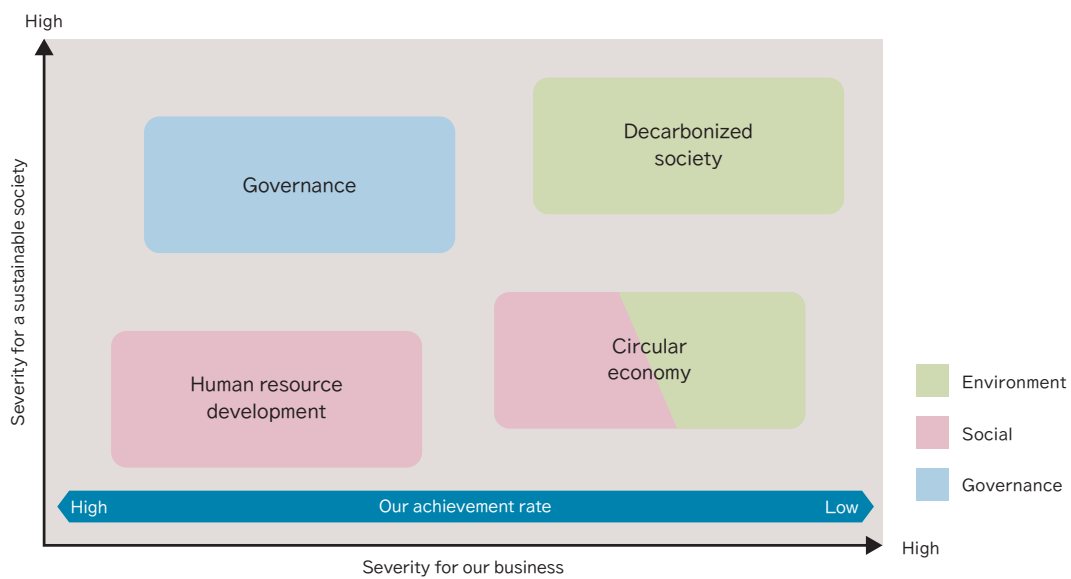 High
Severity for a sustainable society
Decarbonized
society
Governance
Circular
economy
Human resource
development
High
Our achievement rate
Low
High
Severity for our business
Environment
Social
Governance